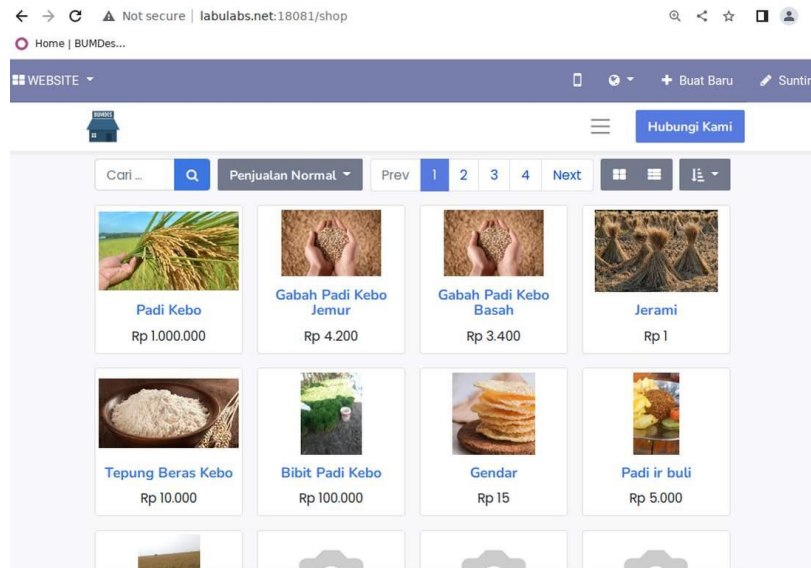 Not secure | labulabs.net:18081/shop
Home | BUMDes...
WEBSITE
Buat Baru
Suntin
BUMDES
Hubungi Kami
Cari ...
Penjualan Normal
Prev 1 2 3 4 Next
Padi Kebo
Rp 1.000.000
Gabah Padi Kebo
Jemur
Rp 4.200
Gabah Padi Kebo
Basah
Rp 3.400
Jerami
Rp 1
Tepung Beras Kebo
Rp 10.000
Bibit Padi Kebo
Rp 100.000
Gendar
Rp 15
Padi ir buli
Rp 5.000